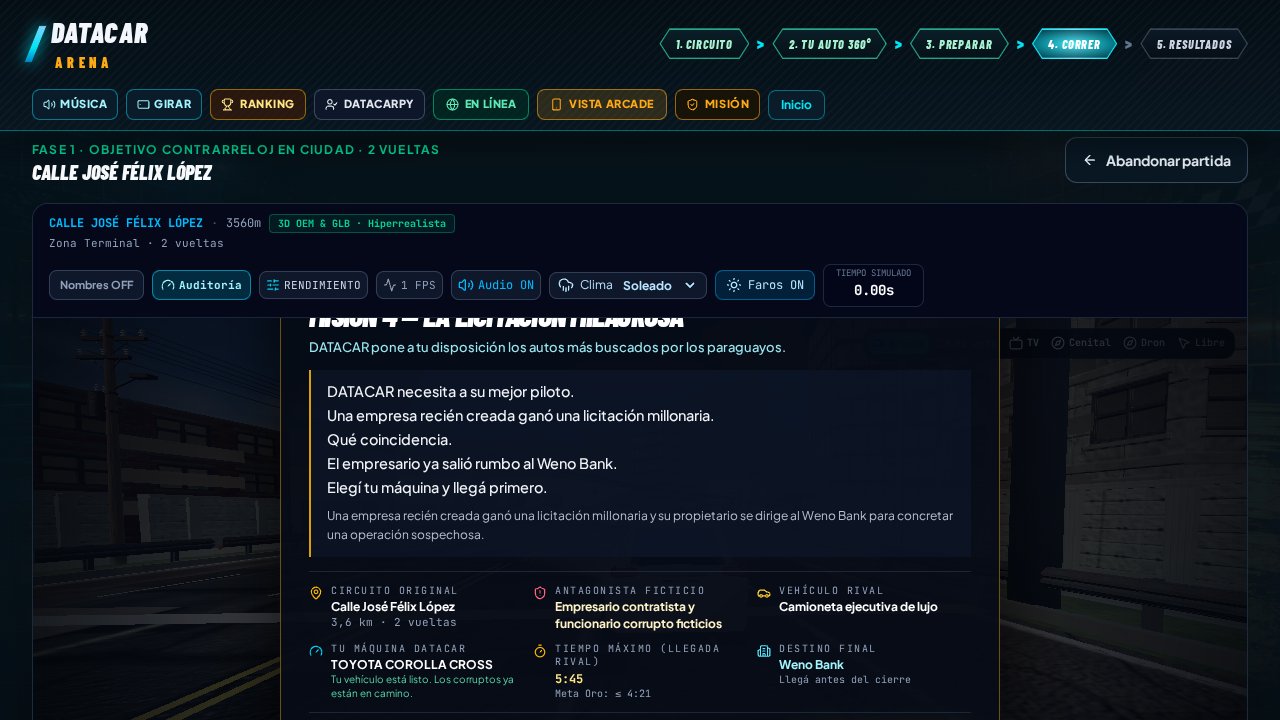 DATACAR
ARENA
1. CIRCUITO > 2. TU AUTO 360° > 3. PREPARAR > 4. CORRER > 5. RESULTADOS
MÚSICA GIRAR RANKING DATACARPY EN LÍNEA VISTA ARCADE MISIÓN Inicio
FASE 1 · OBJETIVO CONTRARRELOJ EN CIUDAD · 2 VUELTAS
CALLE JOSÉ FÉLIX LÓPEZ
← Abandonar partida
CALLE JOSÉ FÉLIX LÓPEZ · 3560m 3D OEM & GLB · Hiperrealista
Zona Terminal · 2 vueltas
Nombres OFF Auditoría RENDIMIENTO 1 FPS Audio ON Clima Soleado Faros ON TIEMPO SIMULADO
0.00s
MISIÓN 4 — LA LICITACIÓN MILAGROSA
TV Cenital Dron Libre
DATACAR pone a tu disposición los autos más buscados por los paraguayos.
DATACAR necesita a su mejor piloto.
Una empresa recién creada ganó una licitación millonaria.
Qué coincidencia.
El empresario ya salió rumbo al Weno Bank.
Elegí tu máquina y llegá primero.
Una empresa recién creada ganó una licitación millonaria y su propietario se dirige al Weno Bank para concretar
una operación sospechosa.
CIRCUITO ORIGINAL
Calle José Félix López
3,6 km · 2 vueltas
ANTAGONISTA FICTICIO
Empresario contratista y
funcionario corrupto ficticios
VEHÍCULO RIVAL
Camioneta ejecutiva de lujo
TU MÁQUINA DATACAR
TOYOTA COROLLA CROSS
Tu vehículo está listo. Los corruptos ya
están en camino.
TIEMPO MÁXIMO (LLEGADA
RIVAL)
5:45
Meta Oro: ≤ 4:21
DESTINO FINAL
Weno Bank
Llegá antes del cierre